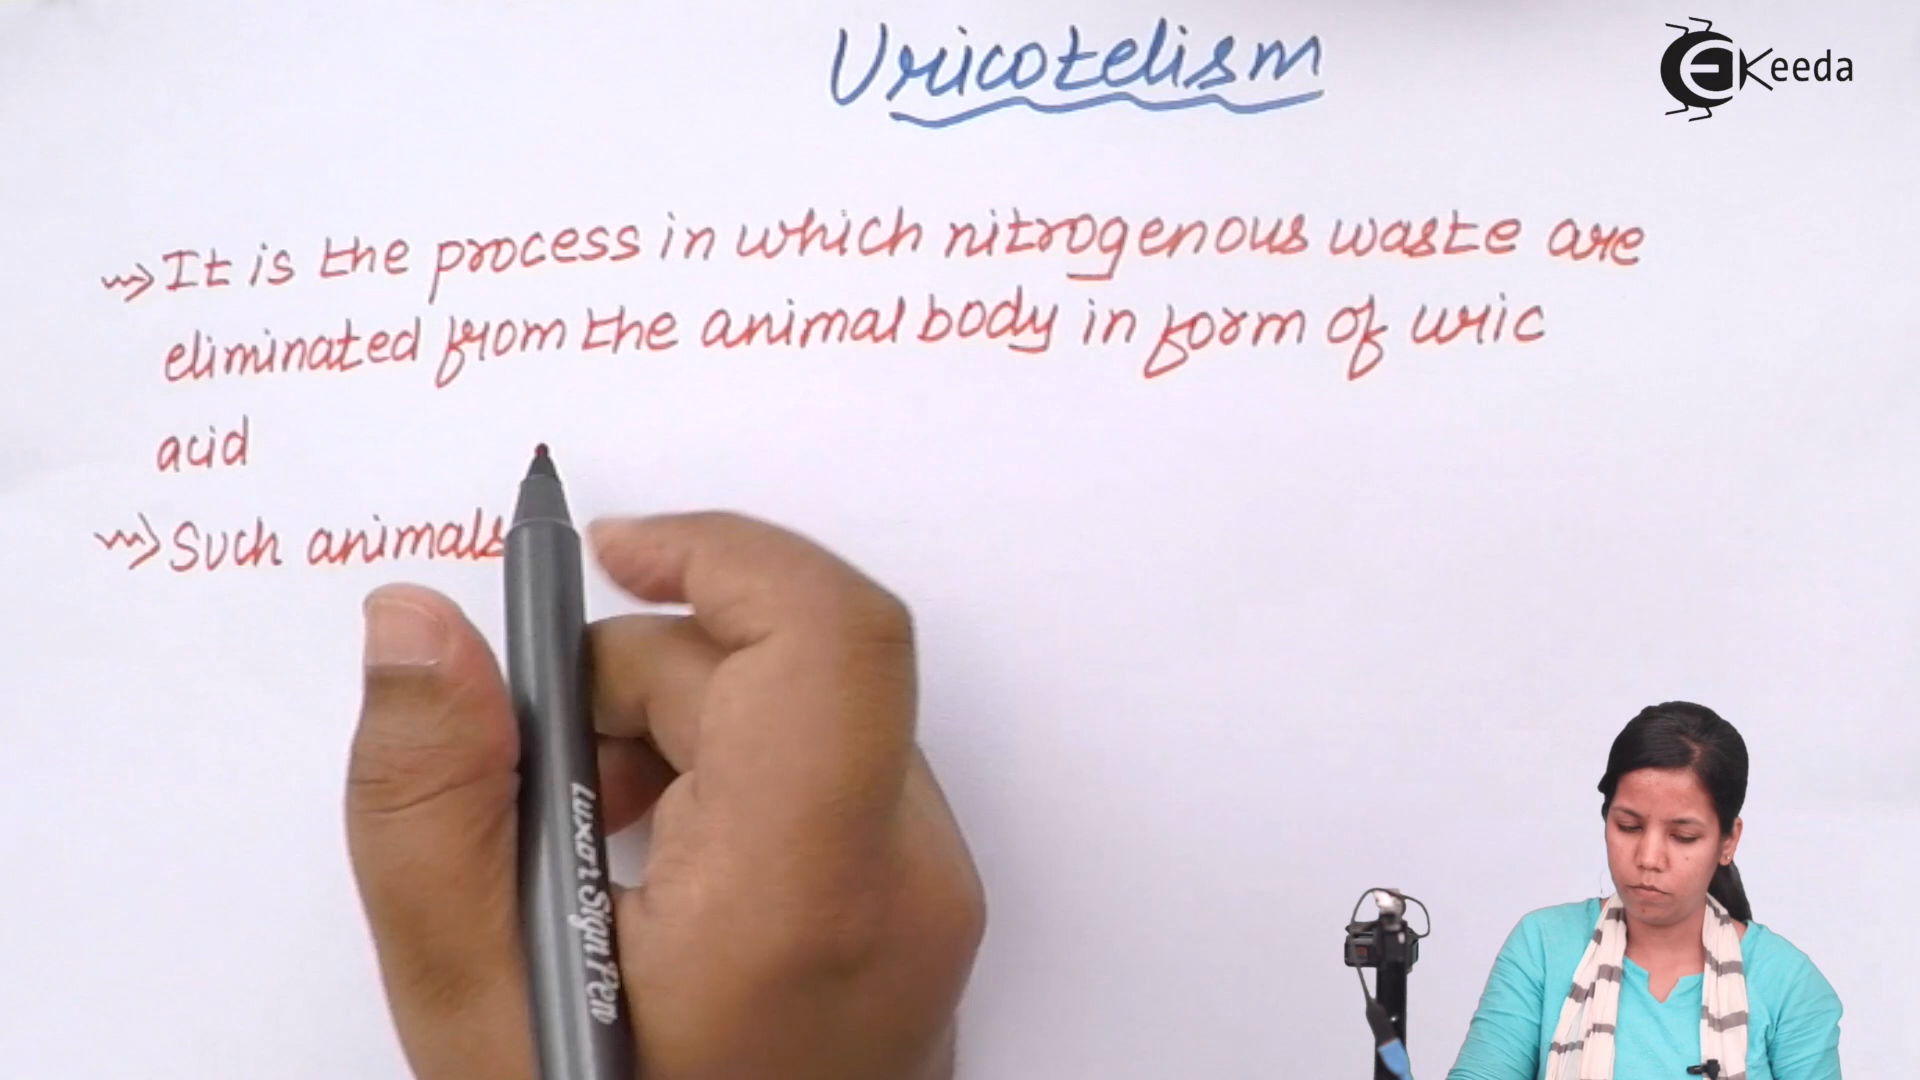 Uricotelism
EKeeda
⇝ It is the process in which nitrogenous waste are
eliminated from the animal body in form of uric
acid
⇝ Such animals
Luxor Sign Pen